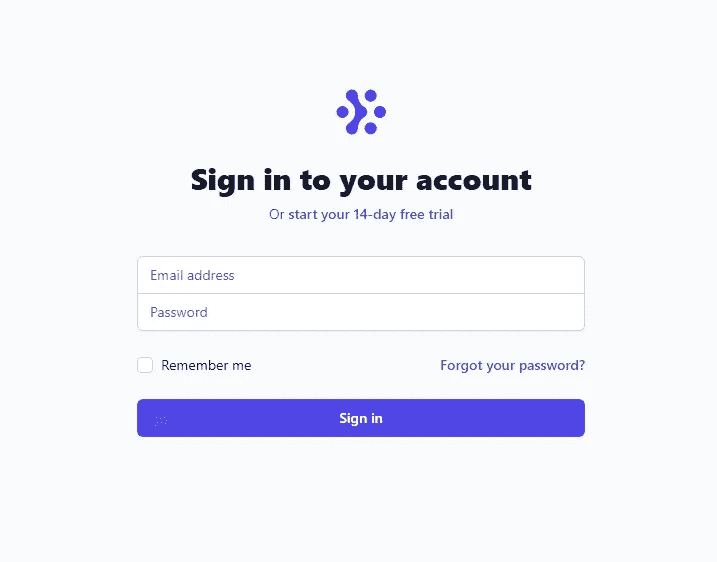 Sign in to your account
Or start your 14-day free trial
Email address
Password
Remember me
Forgot your password?
Sign in